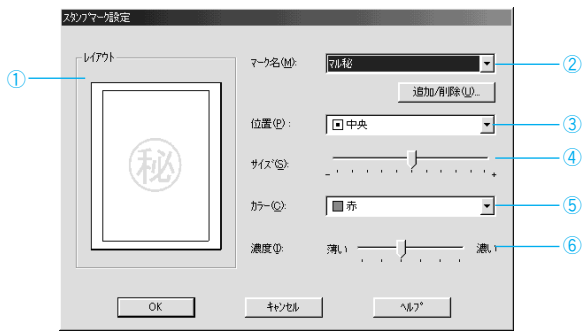 スタンプマーク設定
レイアウト
①
秘
マーク名(M):
マル秘
②
追加/削除(U)...
位置(P):
中央
③
サイズ(S):
- +
④
カラー(C):
赤
⑤
濃度(I):
薄い
濃い
⑥
OK
キャンセル
ヘルプ